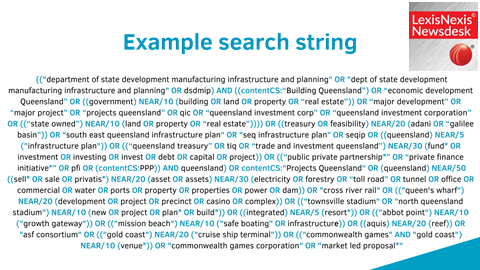 LexisNexis®
Newsdesk
Example search string
(("department of state development manufacturing infrastructure and planning" OR "dept of state development
manufacturing infrastructure and planning" OR dsdmip) AND ((contentCS:"Building Queensland") OR "economic development
Queensland" OR ((government) NEAR/10 (building OR land OR property OR "real estate")) OR "major development" OR
"major project" OR "projects queensland" OR qic OR "queensland investment corp" OR "queensland investment corporation"
OR (("state owned") NEAR/10 (land OR property OR "real estate")))) OR ((treasury OR feasibility) NEAR/20 (adani OR "galilee
basin")) OR "south east queensland infrastructure plan" OR "seq infrastructure plan" OR seqip OR ((queensland) NEAR/5
("infrastructure plan")) OR (("queensland treasury" OR tiq OR "trade and investment queensland") NEAR/30 (fund* OR
investment OR investing OR invest OR debt OR capital OR project)) OR (("public private partnership*" OR "private finance
initiative*" OR pfi OR (contentCS:PPP)) AND queensland) OR contentCS:"Projects Queensland" OR (queensland) NEAR/50
((sell* OR sale OR privatis*) NEAR/20 (asset OR assets) NEAR/30 (electricity OR forestry OR "toll road" OR tunnel OR office OR
commercial OR water OR ports OR property OR properties OR power OR dam)) OR "cross river rail" OR (("queen's wharf")
NEAR/20 (development OR project OR precinct OR casino OR complex)) OR (("townsville stadium" OR "north queensland
stadium") NEAR/10 (new OR project OR plan* OR build*)) OR ((integrated) NEAR/5 (resort*)) OR (("abbot point") NEAR/10
("growth gateway")) OR (("mission beach") NEAR/10 ("safe boating" OR infrastructure)) OR ((aquis) NEAR/20 (reef)) OR
"asf consortium" OR (("gold coast") NEAR/20 ("cruise ship terminal")) OR (("commonwealth games" AND "gold coast")
NEAR/10 (venue*)) OR "commonwealth games corporation" OR "market led proposal*"